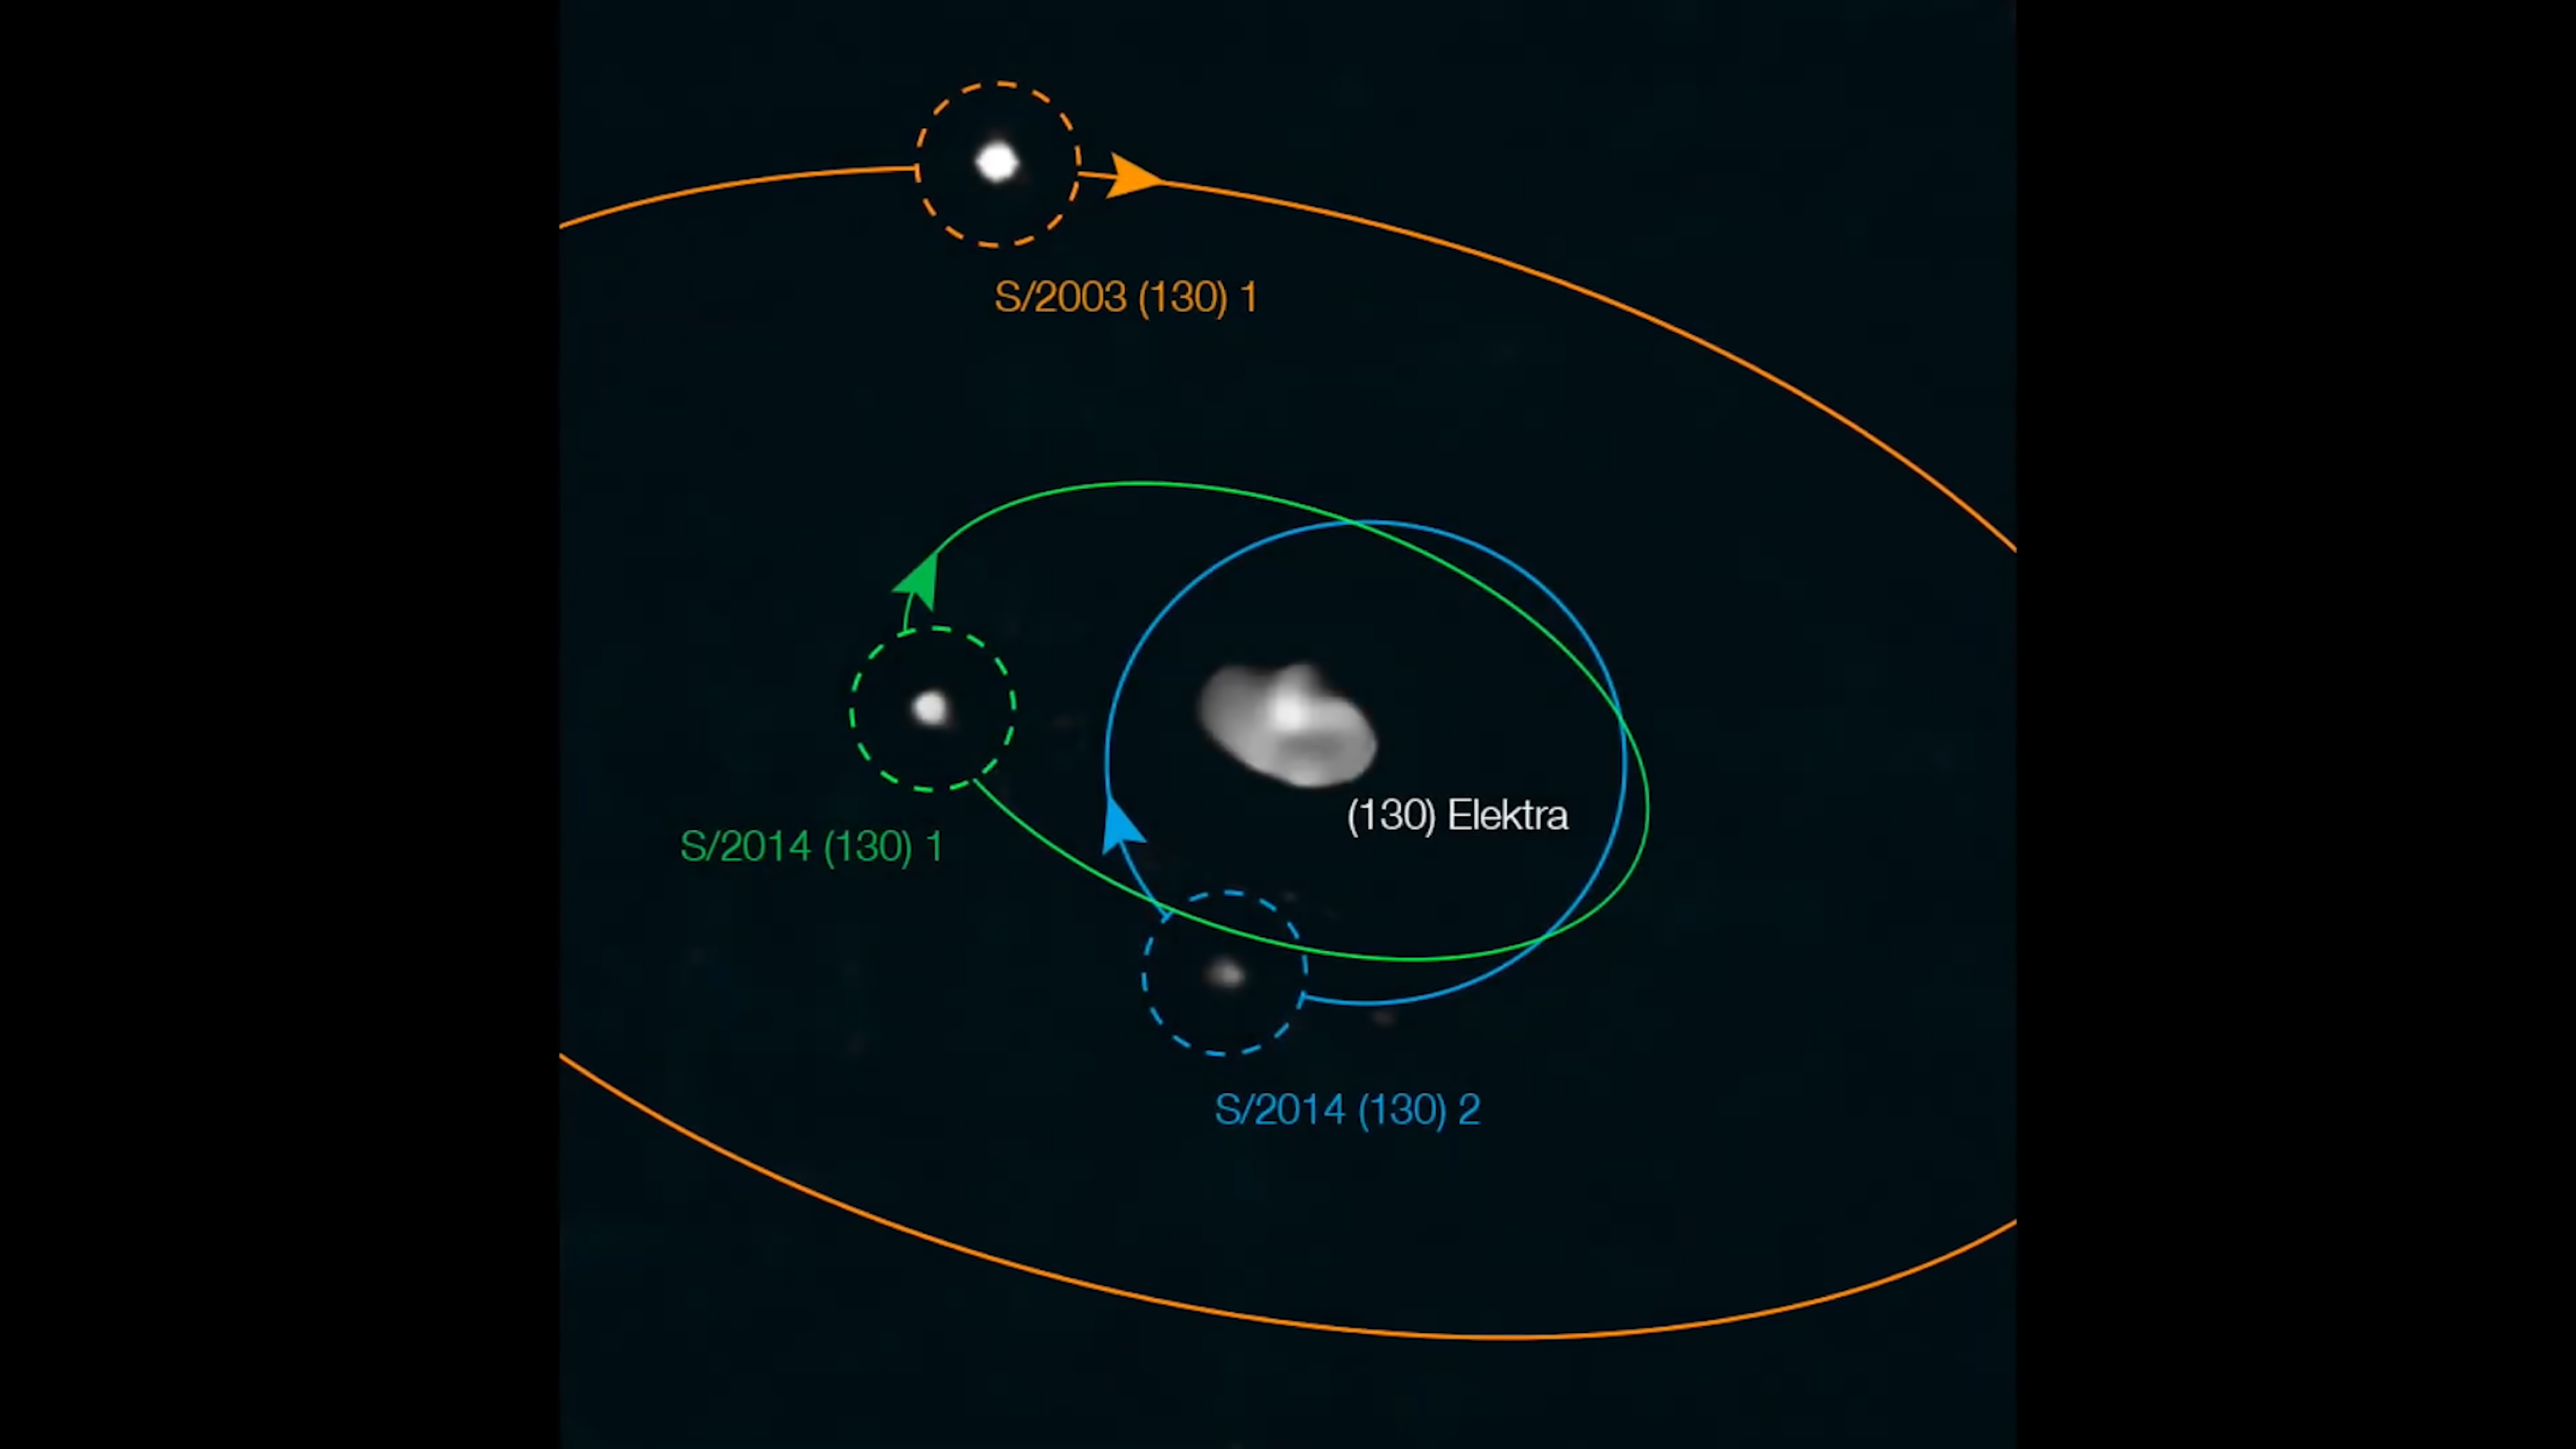 S/2003 (130) 1
(130) Elektra
S/2014 (130) 1
S/2014 (130) 2